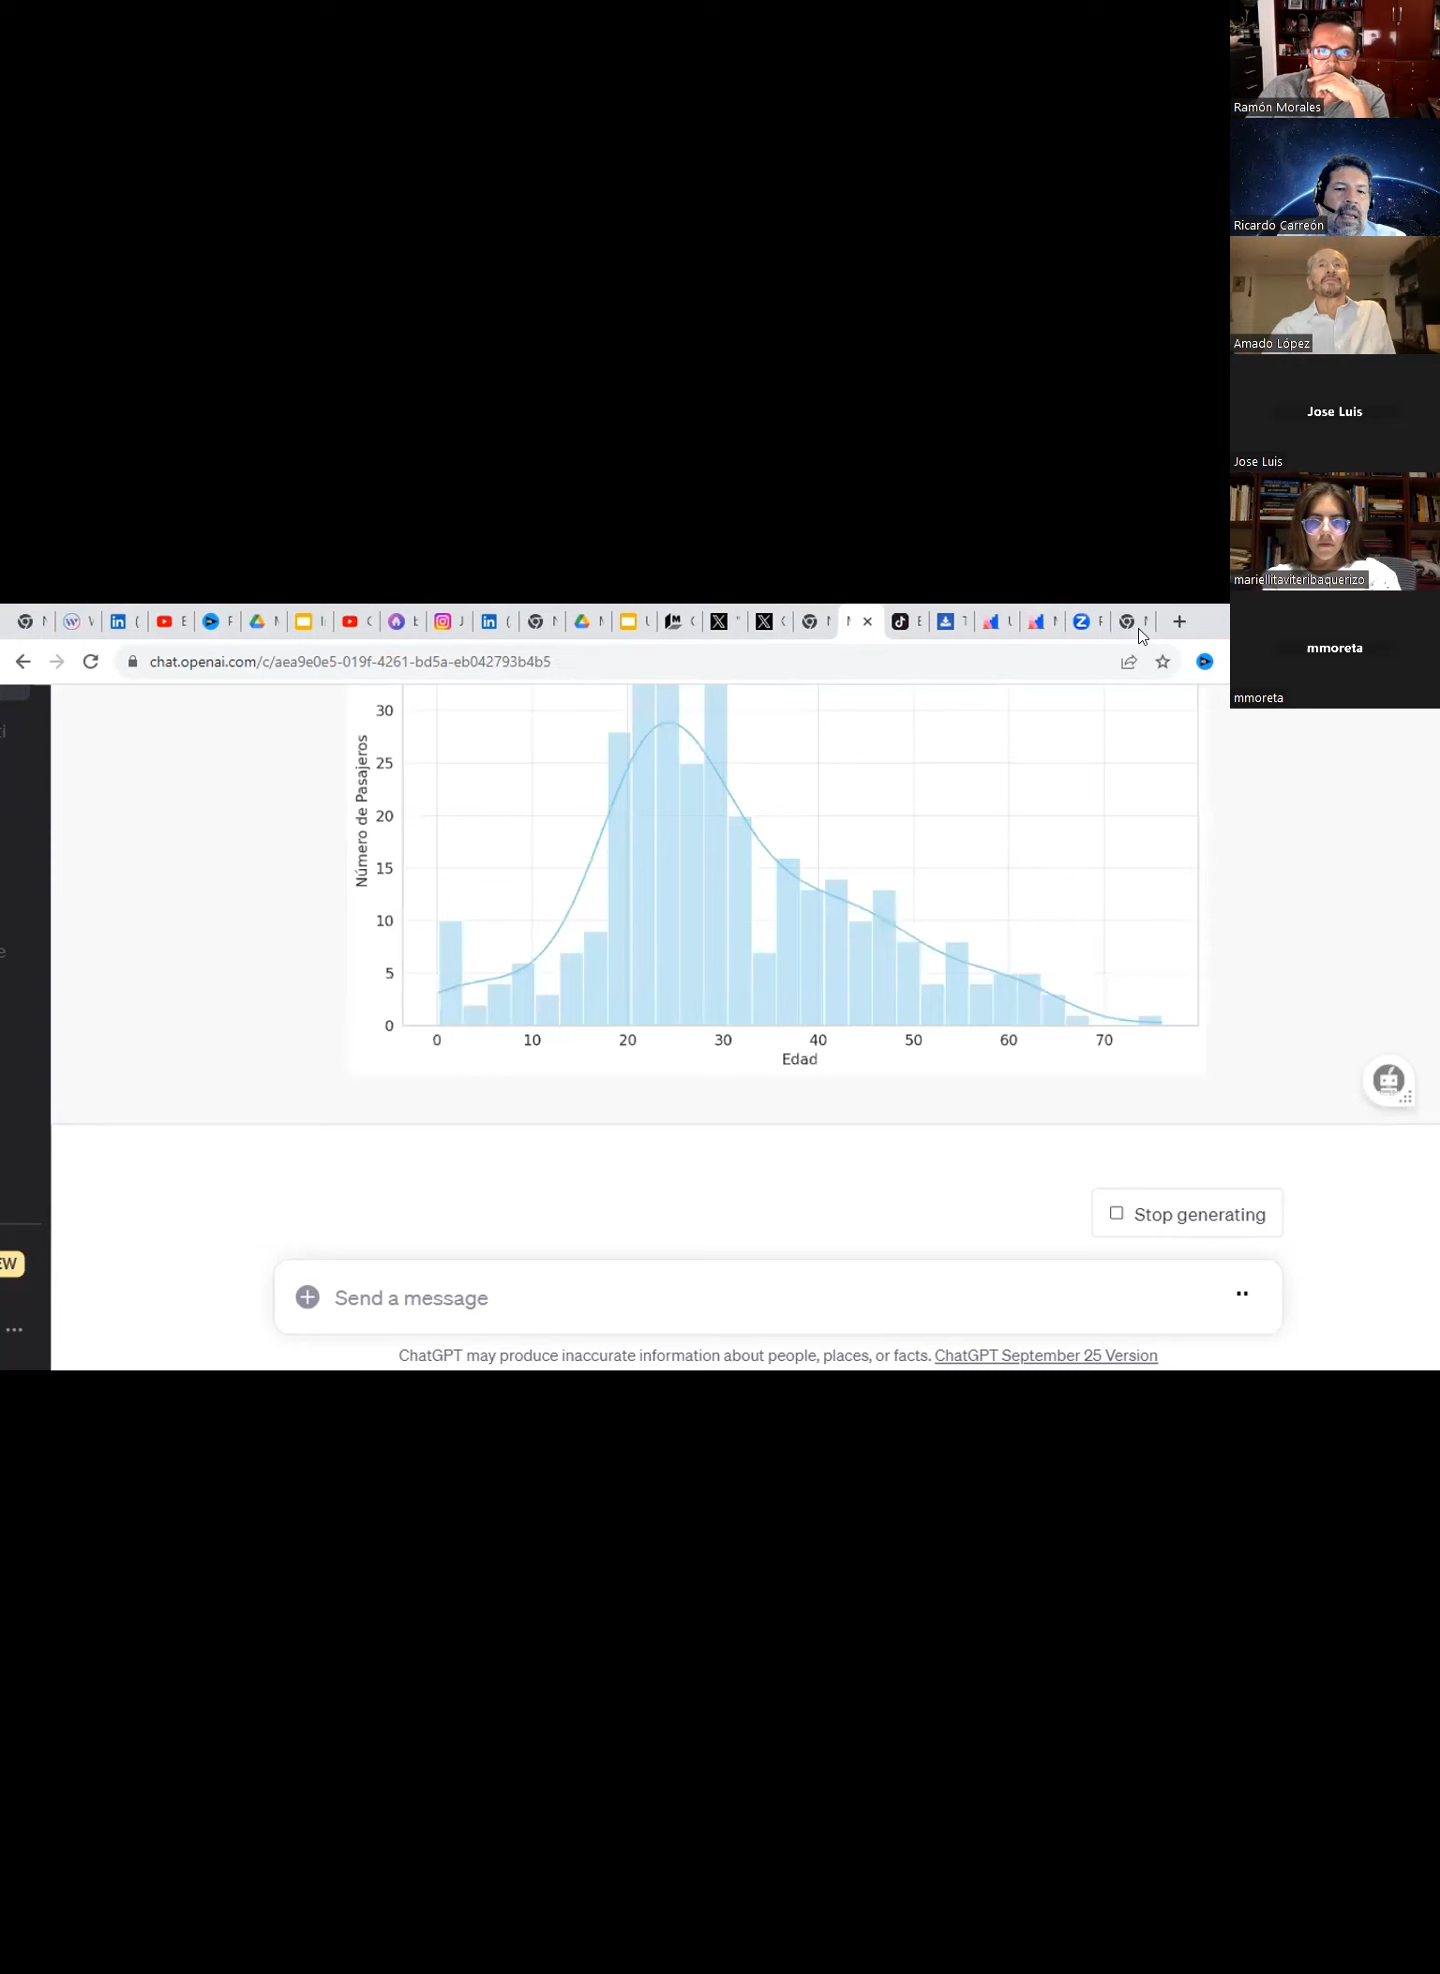 Ramón Morales
Ricardo Carreón
Amado López
Jose Luis
Jose Luis
mariellitaviteribaquerizo
mmoreta
mmoreta
chat.openai.com/c/aea9e0e5-019f-4261-bd5a-eb042793b4b5
30
25
20
15
10
5
0
Número de Pasajeros
0 10 20 30 40 50 60 70
Edad
Stop generating
EW
Send a message
ChatGPT may produce inaccurate information about people, places, or facts. ChatGPT September 25 Version